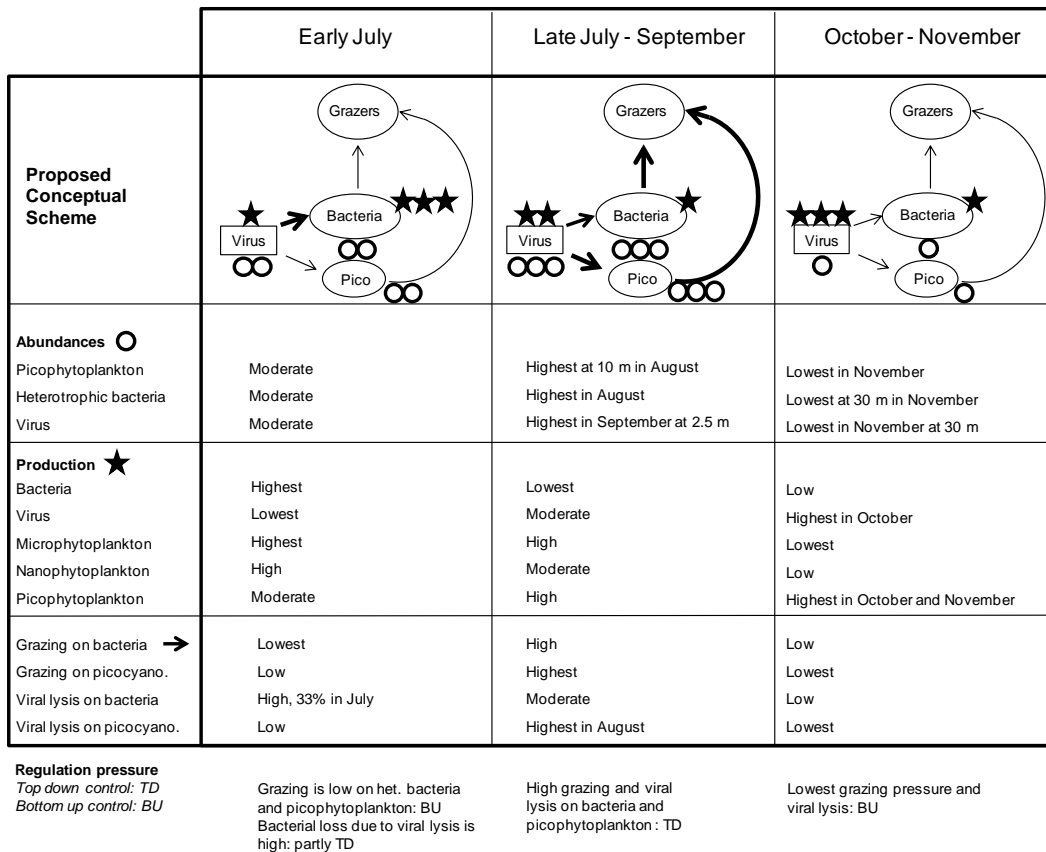 Early July
Late July - September
October - November
Proposed
Conceptual
Scheme
Grazers
Bacteria
Virus
Pico
Grazers
Bacteria
Virus
Pico
Grazers
Bacteria
Virus
Pico
Abundances
Picophytoplankton Moderate Highest at 10 m in August Lowest in November
Heterotrophic bacteria Moderate Highest in August Lowest at 30 m in November
Virus Moderate Highest in September at 2.5 m Lowest in November at 30 m
Production
Bacteria Highest Lowest Low
Virus Lowest Moderate Highest in October
Microphytoplankton Highest High Lowest
Nanophytoplankton High Moderate Low
Picophytoplankton Moderate High Highest in October and November
Grazing on bacteria Lowest High Low
Grazing on picocyano. Low Highest Lowest
Viral lysis on bacteria High, 33% in July Moderate Low
Viral lysis on picocyano. Low Highest in August Lowest
Regulation pressure
Top down control: TD
Bottom up control: BU
Grazing is low on het. bacteria
and picophytoplankton: BU
Bacterial loss due to viral lysis is
high: partly TD
High grazing and viral
lysis on bacteria and
picophytoplankton : TD
Lowest grazing pressure and
viral lysis: BU